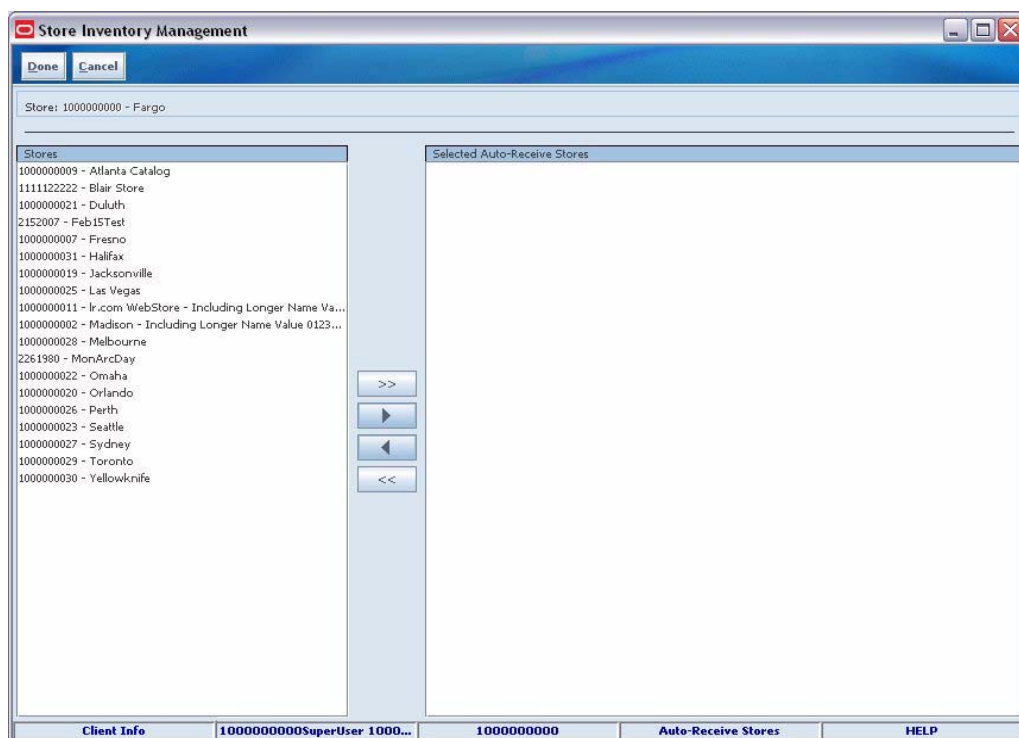 Store Inventory Management
Done Cancel
Store: 1000000000 - Fargo
Stores
1000000009 - Atlanta Catalog
1111122222 - Blair Store
1000000021 - Duluth
2152007 - Feb15Test
1000000007 - Fresno
1000000031 - Halifax
1000000019 - Jacksonville
1000000025 - Las Vegas
1000000011 - lr.com WebStore - Including Longer Name Va...
1000000002 - Madison - Including Longer Name Value 0123...
1000000028 - Melbourne
2261980 - MonArcDay
1000000022 - Omaha
1000000020 - Orlando
1000000026 - Perth
1000000023 - Seattle
1000000027 - Sydney
1000000029 - Toronto
1000000030 - Yellowknife
>>
<<
Selected Auto-Receive Stores
Client Info 1000000000SuperUser 1000... 1000000000 Auto-Receive Stores HELP